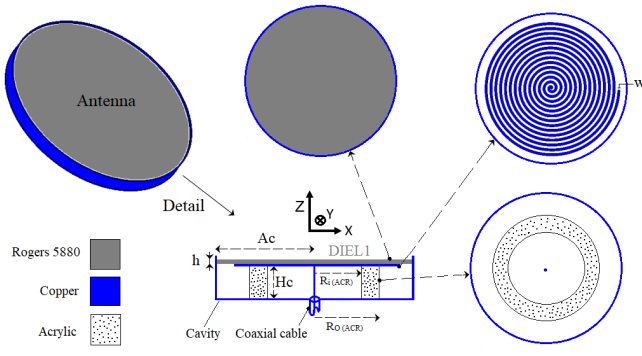 Antenna
w
Detail
Z
Y
X
Ac
DIEL1
Rogers 5880
h
Hc
Ri (ACR)
Copper
RO (ACR)
Acrylic
Cavity
Coaxial cable